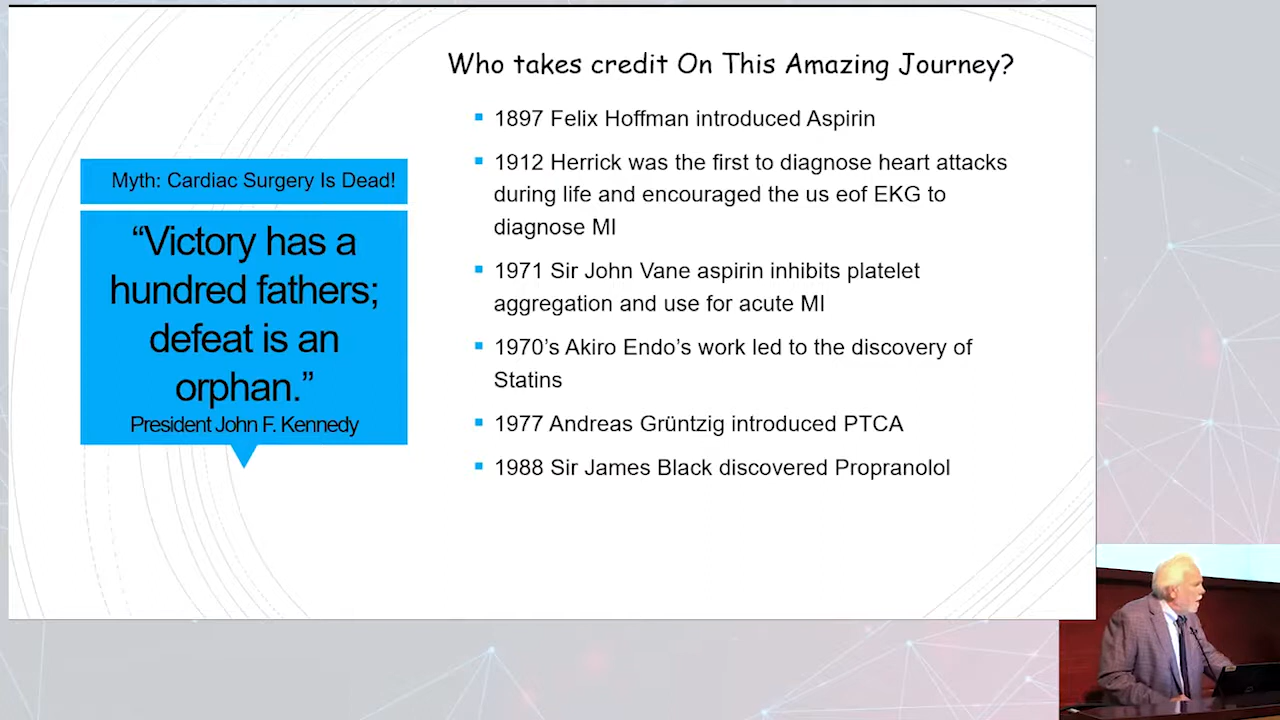 Who takes credit On This Amazing Journey?
Myth: Cardiac Surgery Is Dead!
“Victory has a
hundred fathers;
defeat is an
orphan.”
President John F. Kennedy
1897 Felix Hoffman introduced Aspirin
1912 Herrick was the first to diagnose heart attacks
during life and encouraged the us eof EKG to
diagnose MI
1971 Sir John Vane aspirin inhibits platelet
aggregation and use for acute MI
1970’s Akiro Endo’s work led to the discovery of
Statins
1977 Andreas Grüntzig introduced PTCA
1988 Sir James Black discovered Propranolol